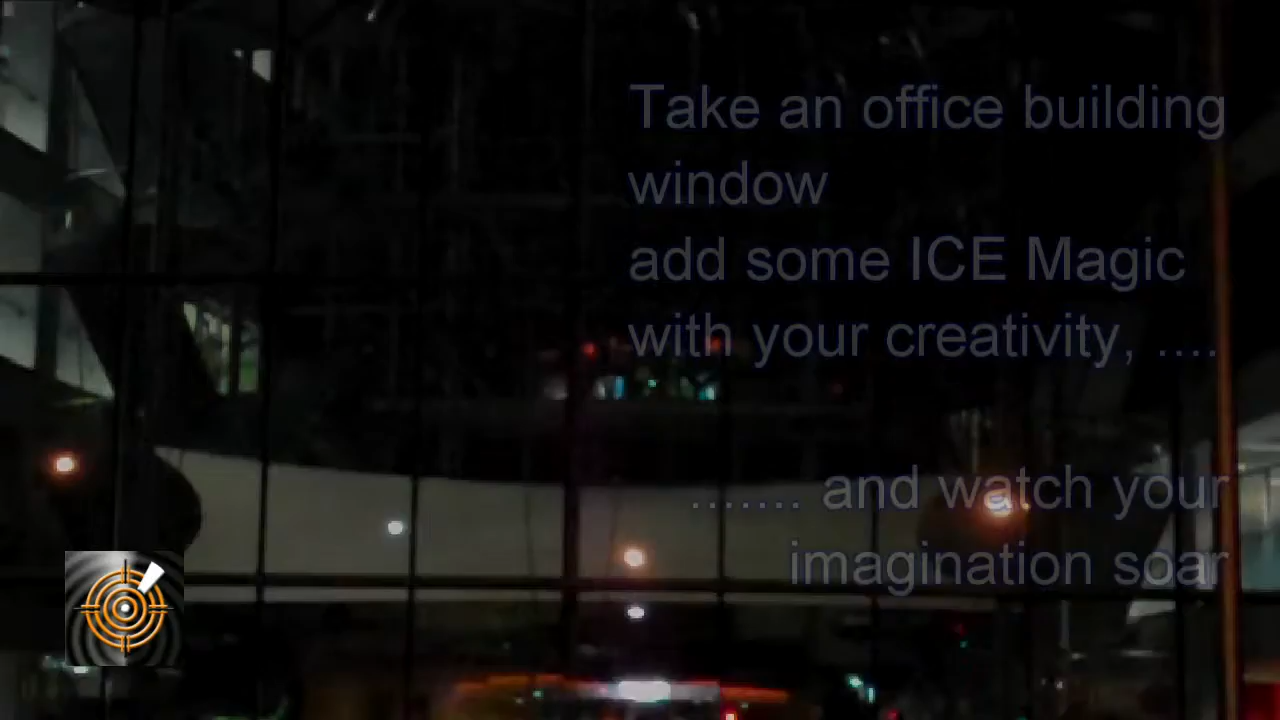 Take an office building
window
add some ICE Magic
with your creativity, ....
....... and watch your
imagination soar